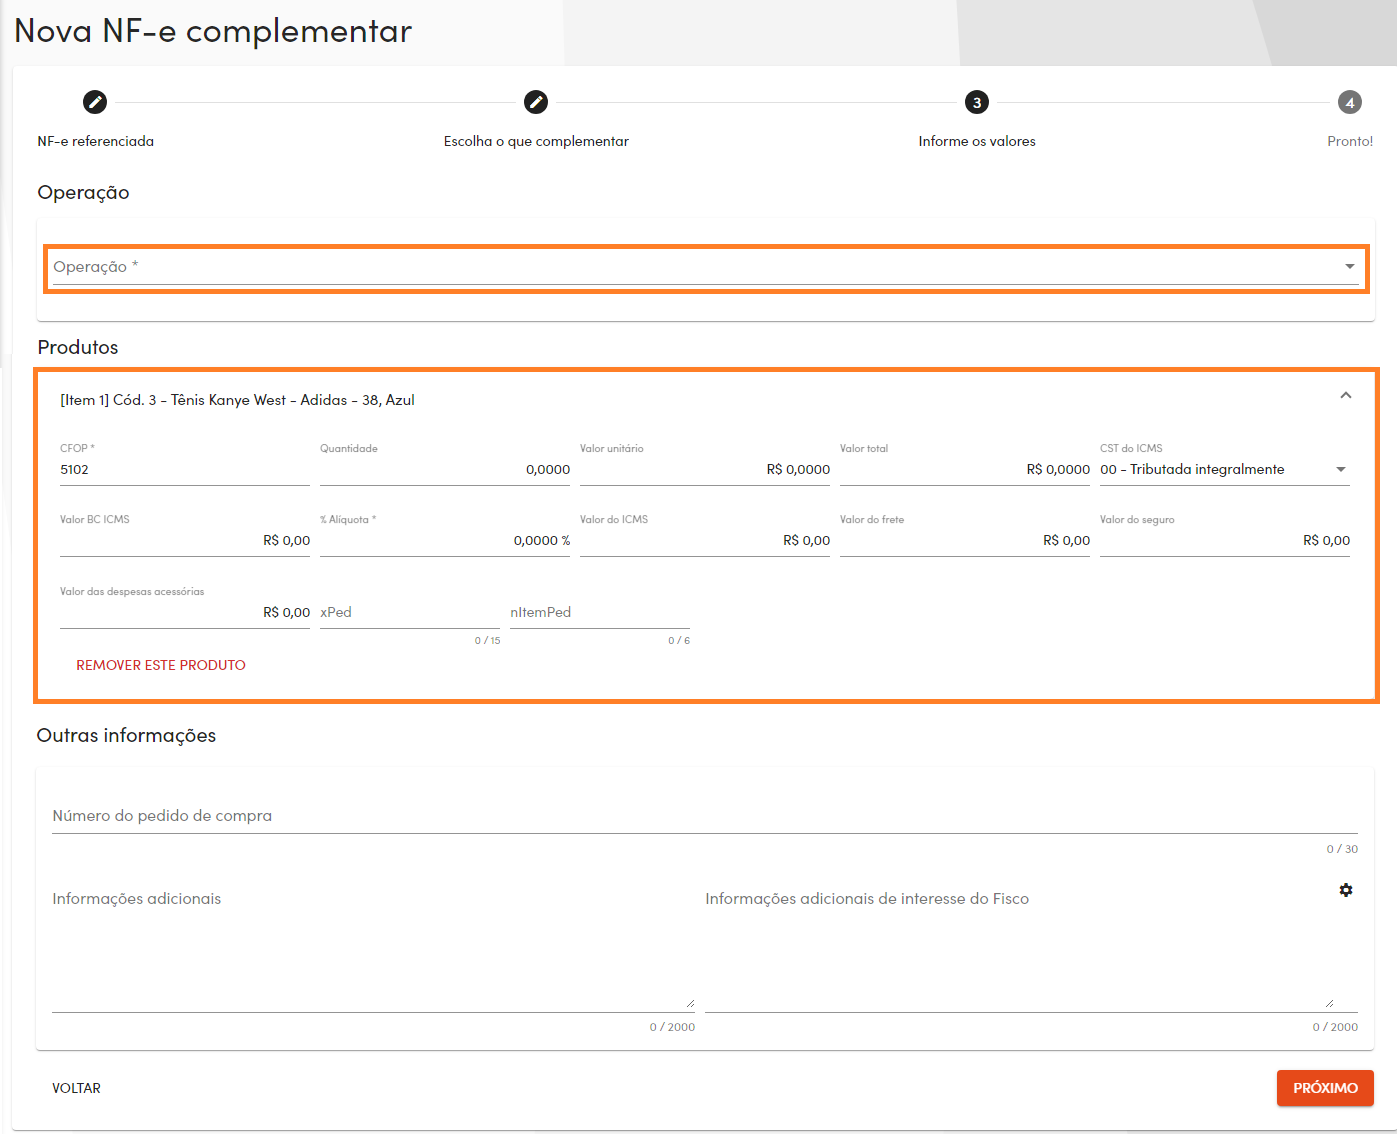 Nova NF-e complementar
3
4
NF-e referenciada
Escolha o que complementar
Informe os valores
Pronto!
Operação
Operação *
Produtos
[Item 1] Cód. 3 - Tênis Kanye West - Adidas - 38, Azul
CFOP *
Quantidade
Valor unitário
Valor total
CST do ICMS
5102
0,0000
R$ 0,0000
R$ 0,0000
00 - Tributada integralmente
Valor BC ICMS
% Alíquota *
Valor do ICMS
Valor do frete
Valor do seguro
R$ 0,00
0,0000 %
R$ 0,00
R$ 0,00
R$ 0,00
Valor das despesas acessórias
R$ 0,00
xPed
nItemPed
0 / 15
0 / 6
REMOVER ESTE PRODUTO
Outras informações
Número do pedido de compra
0 / 30
Informações adicionais
Informações adicionais de interesse do Fisco
0 / 2000
0 / 2000
VOLTAR
PRÓXIMO